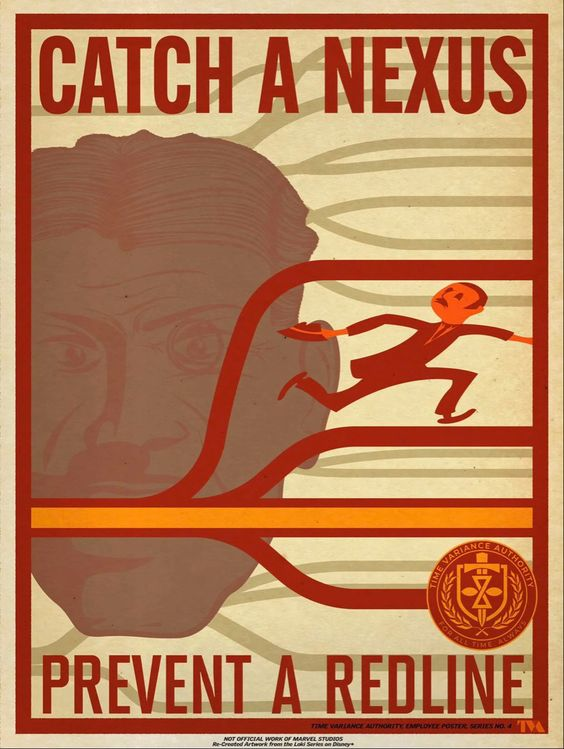 CATCH A NEXUS
TIME VARIANCE AUTHORITY
FOR ALL TIME. ALWAYS.
PREVENT A REDLINE
TIME VARIANCE AUTHORITY, EMPLOYEE POSTER, SERIES NO. 4 TVA
NOT OFFICIAL WORK OF MARVEL STUDIOS
Re-Created Artwork from the Loki Series on Disney+